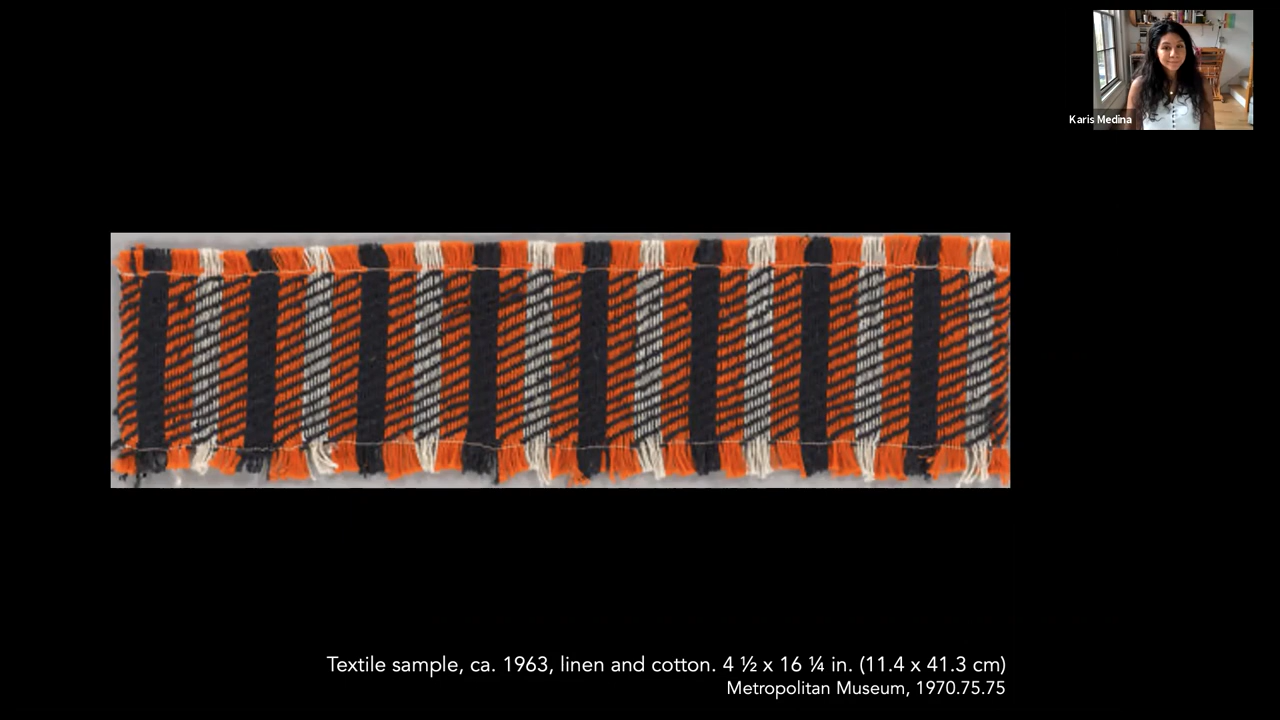 Karis Medina
Textile sample, ca. 1963, linen and cotton. 4 ½ x 16 ¼ in. (11.4 x 41.3 cm)
Metropolitan Museum, 1970.75.75